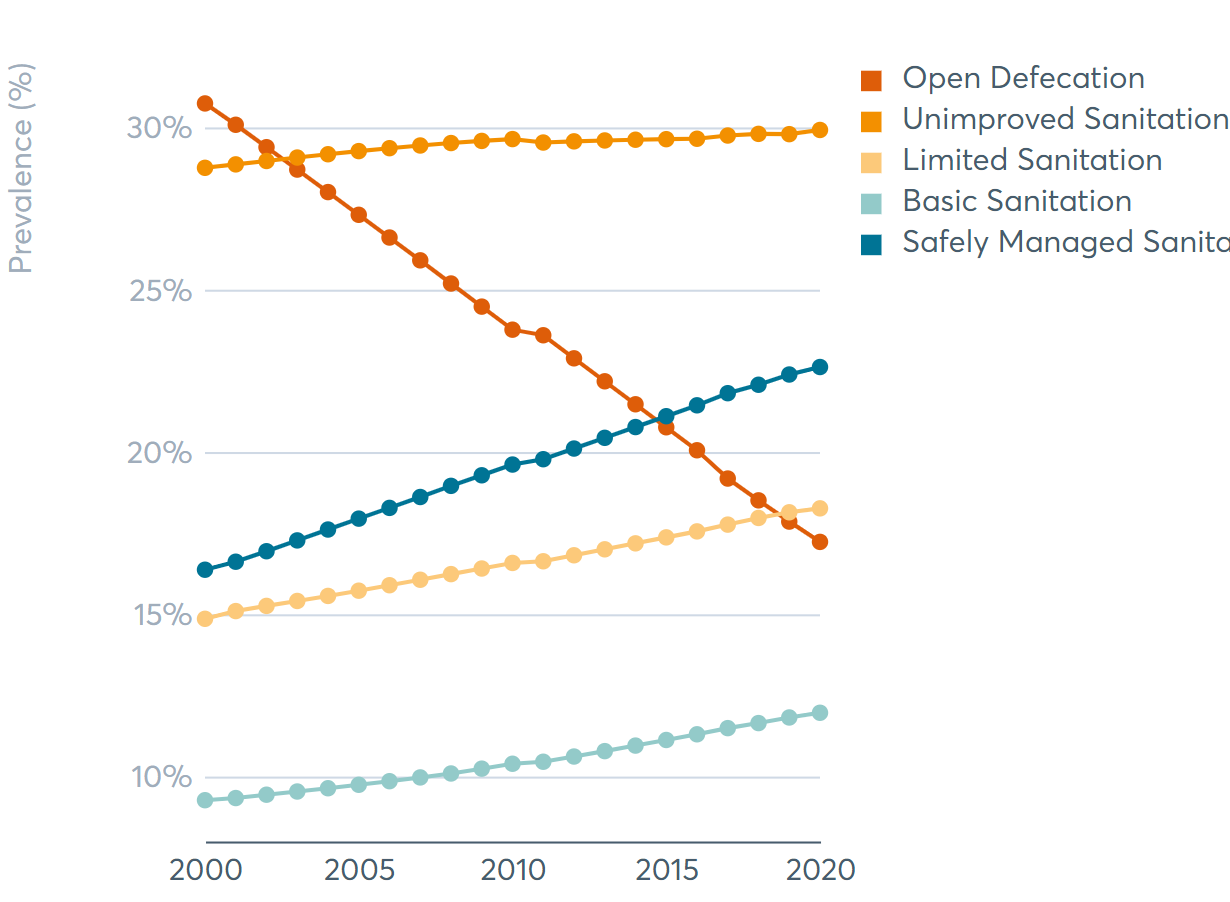 Prevalence (%)
30%
25%
20%
15%
10%
2000 2005 2010 2015 2020
Open Defecation
Unimproved Sanitation
Limited Sanitation
Basic Sanitation
Safely Managed Sanita